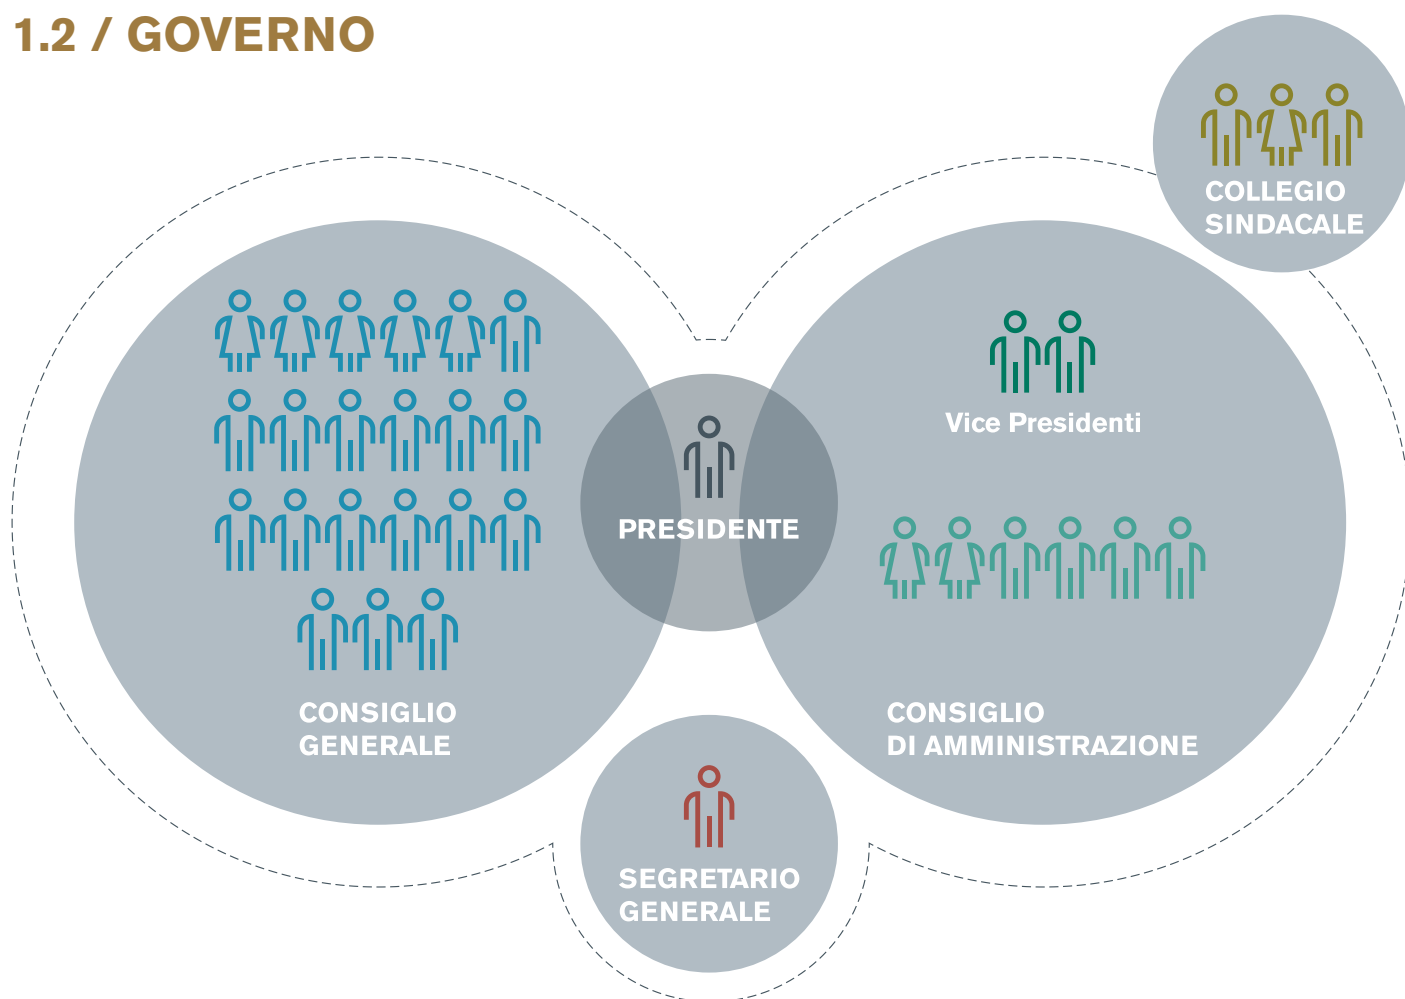 1.2 / GOVERNO
COLLEGIO
SINDACALE
Vice Presidenti
PRESIDENTE
CONSIGLIO
GENERALE
CONSIGLIO
DI AMMINISTRAZIONE
SEGRETARIO
GENERALE